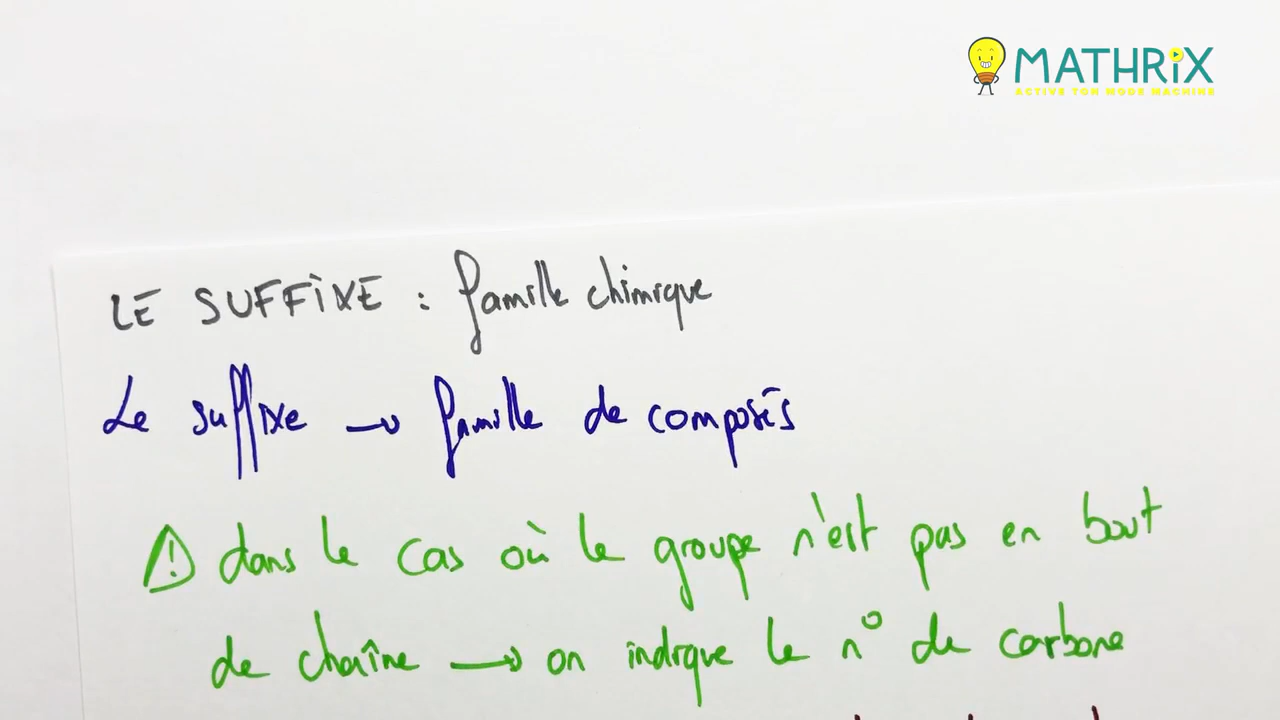 MATHRIX
ACTIVE TON MODE MACHINE
LE SUFFIXE : famille chimique
Le suffixe → famille de composés
⚠ dans le cas où le groupe n'est pas en bout
de chaîne → on indique le n° de carbone